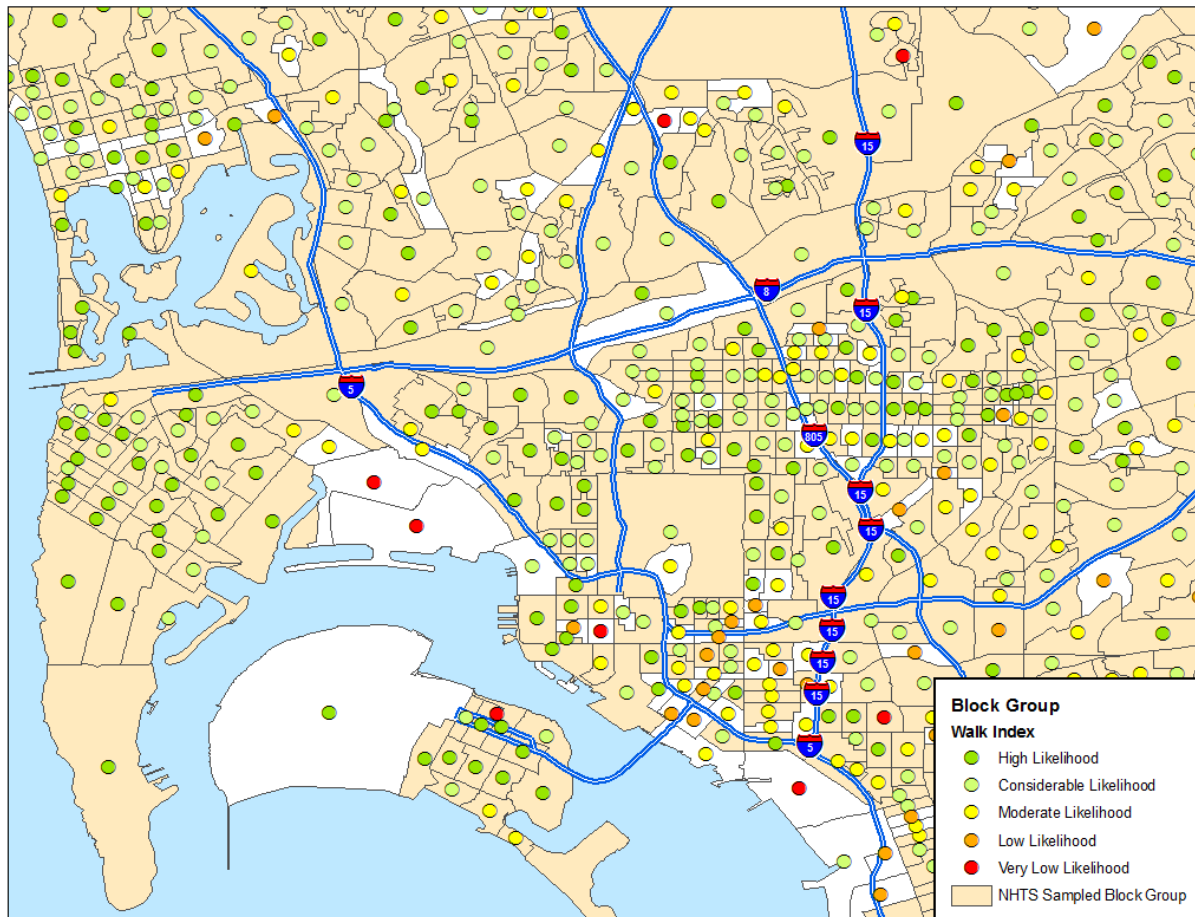 15
8
15
5
805
15
15
15
15
15
15
5
Block Group
Walk Index
High Likelihood
Considerable Likelihood
Moderate Likelihood
Low Likelihood
Very Low Likelihood
NHTS Sampled Block Group